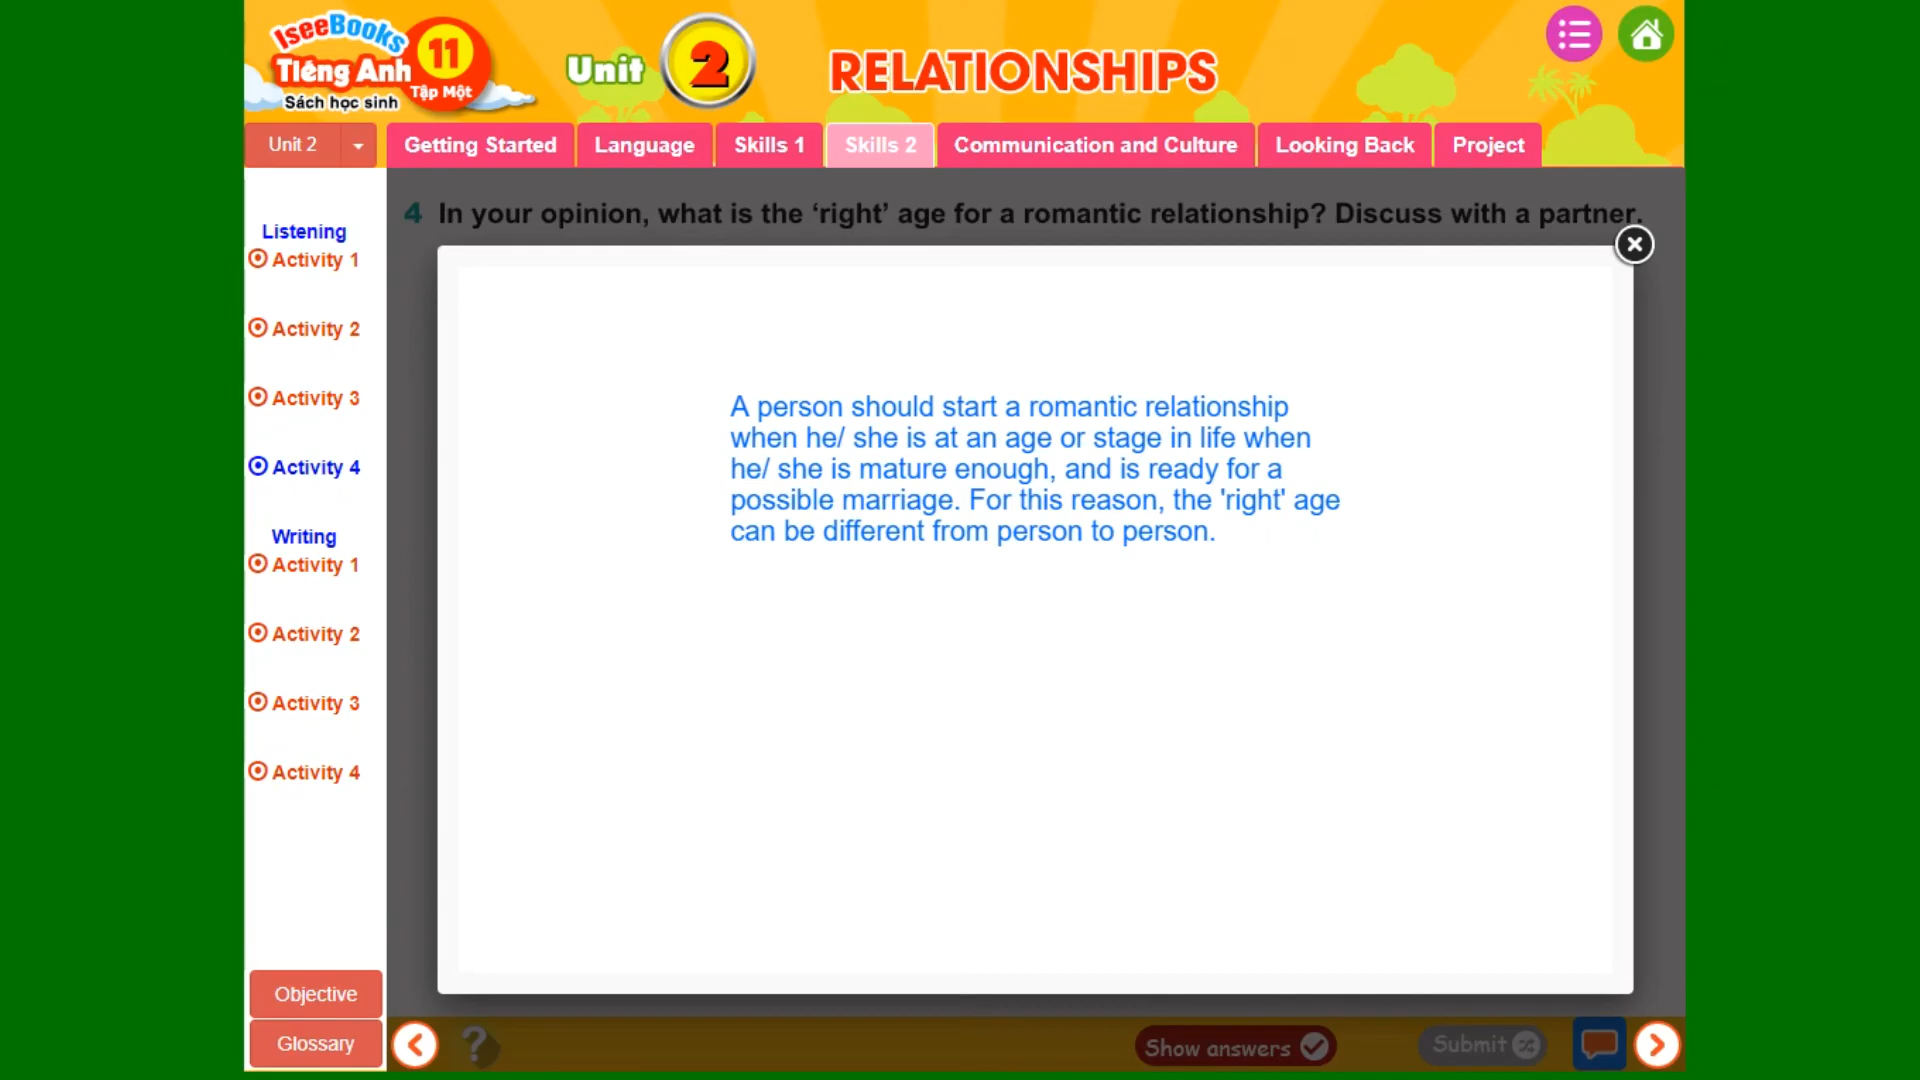 IseeBooks
Tiếng Anh 11
Tập Một
Sách học sinh
Unit 2
RELATIONSHIPS
Unit 2
Getting Started
Language
Skills 1
Skills 2
Communication and Culture
Looking Back
Project
Listening
Activity 1
Activity 2
Activity 3
Activity 4
Writing
Activity 1
Activity 2
Activity 3
Activity 4
Objective
Glossary
4 In your opinion, what is the ‘right’ age for a romantic relationship? Discuss with a partner.
A person should start a romantic relationship
when he/ she is at an age or stage in life when
he/ she is mature enough, and is ready for a
possible marriage. For this reason, the 'right' age
can be different from person to person.
?
Show answers
Submit